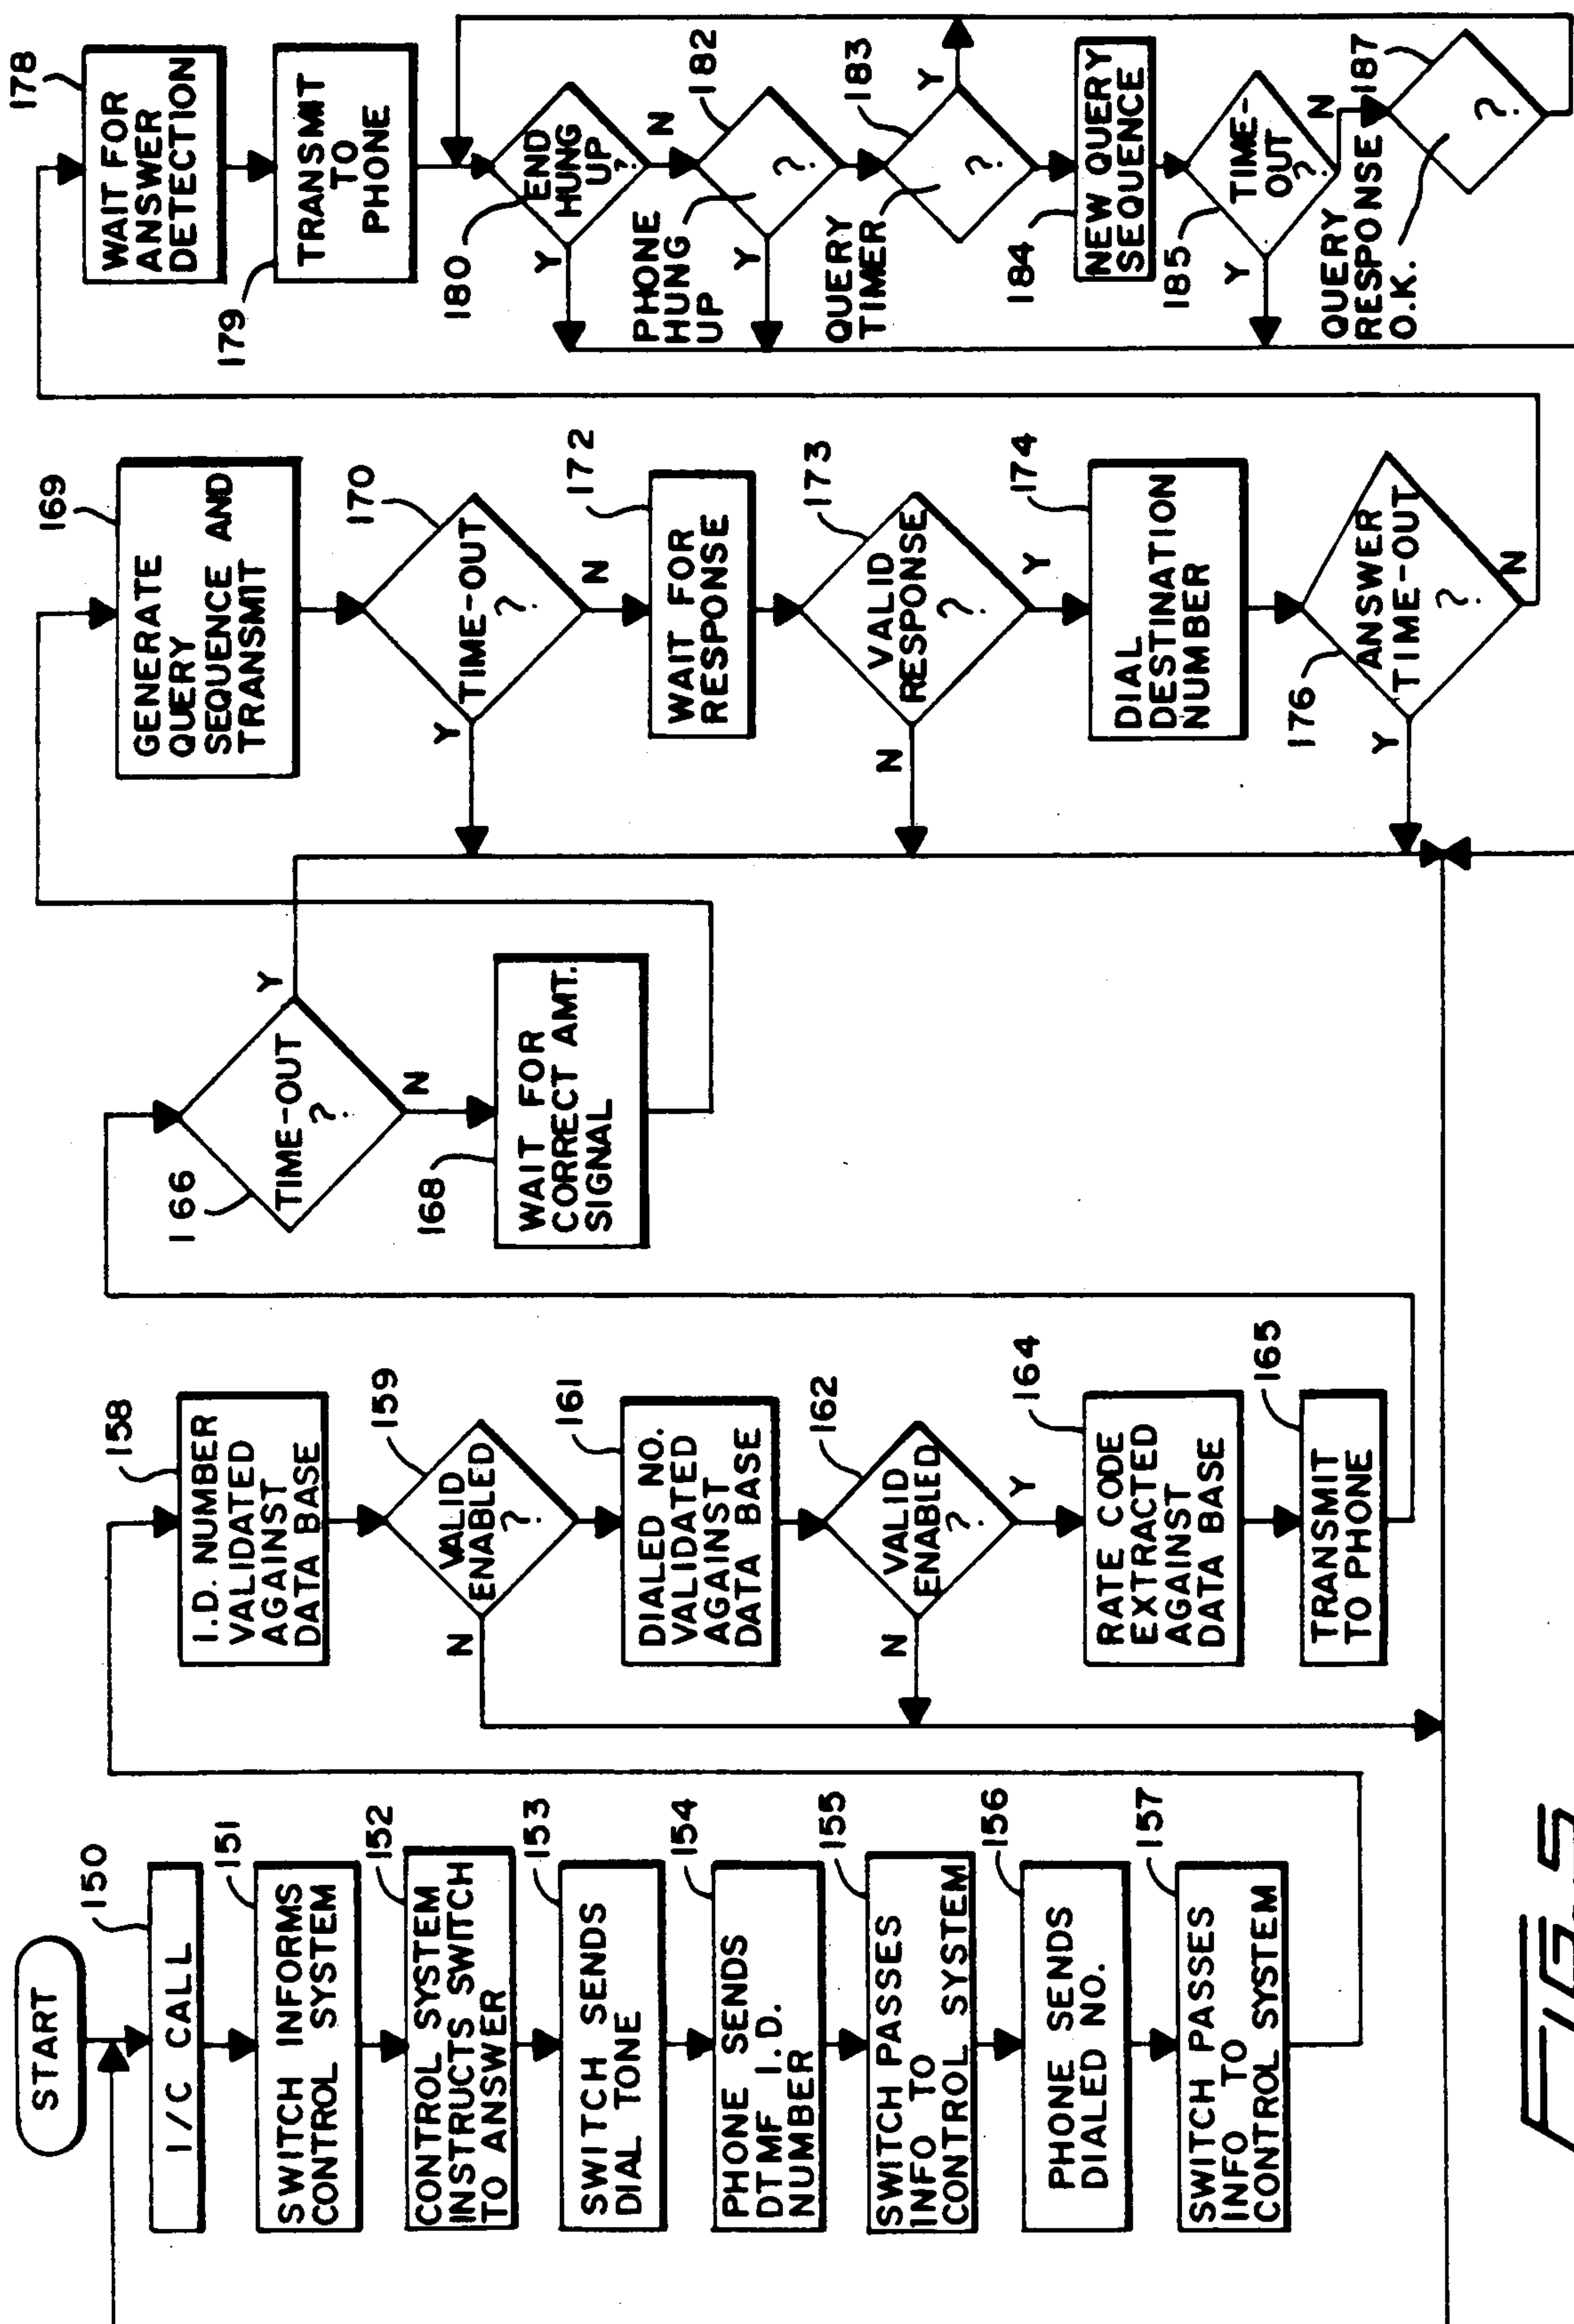 START
150
I/C CALL
151
SWITCH INFORMS
CONTROL SYSTEM
152
CONTROL SYSTEM
INSTRUCTS SWITCH
TO ANSWER
153
SWITCH SENDS
DIAL TONE
154
PHONE SENDS
DTMF I.D.
NUMBER
155
SWITCH PASSES
INFO TO
CONTROL SYSTEM
156
PHONE SENDS
DIALED NO.
157
SWITCH PASSES
INFO TO
CONTROL SYSTEM
158
I.D. NUMBER
VALIDATED
AGAINST
DATA BASE
159
VALID
ENABLED
?
N
161
DIALED NO.
VALIDATED
AGAINST
DATA BASE
162
VALID
ENABLED
?
N
Y
164
RATE CODE
EXTRACTED
AGAINST
DATA BASE
165
TRANSMIT
TO PHONE
166
TIME-OUT
?
Y
N
168
WAIT FOR
CORRECT AMT.
SIGNAL
169
GENERATE
QUERY
SEQUENCE AND
TRANSMIT
170
TIME-OUT
?
Y
N
172
WAIT FOR
RESPONSE
173
VALID
RESPONSE
?
N
Y
174
DIAL
DESTINATION
NUMBER
176
ANSWER
TIME-OUT
?
Y
N
178
WAIT FOR
ANSWER
DETECTION
179
TRANSMIT
TO
PHONE
180
END
HUNG
UP
?
Y
N
182
PHONE
HUNG
UP
?
Y
183
QUERY
TIMER
?
Y
184
NEW QUERY
SEQUENCE
185
TIME-
OUT
?
Y
N
187
QUERY
RESPONSE
O.K.
?
FIG. 5